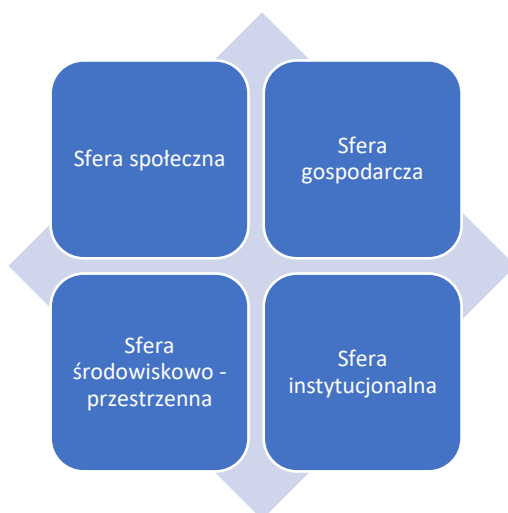 Sfera społeczna
Sfera
gospodarcza
Sfera
środowiskowo -
przestrzenna
Sfera
instytucjonalna